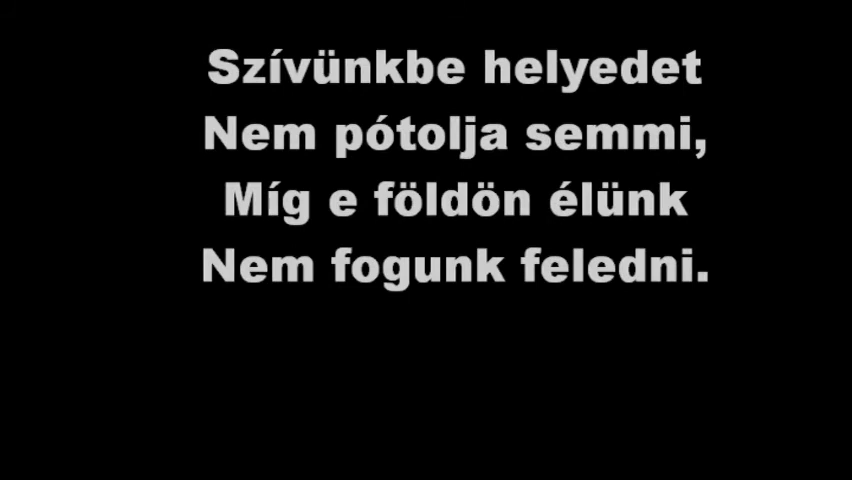 Szívünkbe helyedet
Nem pótolja semmi,
Míg e földön élünk
Nem fogunk feledni.